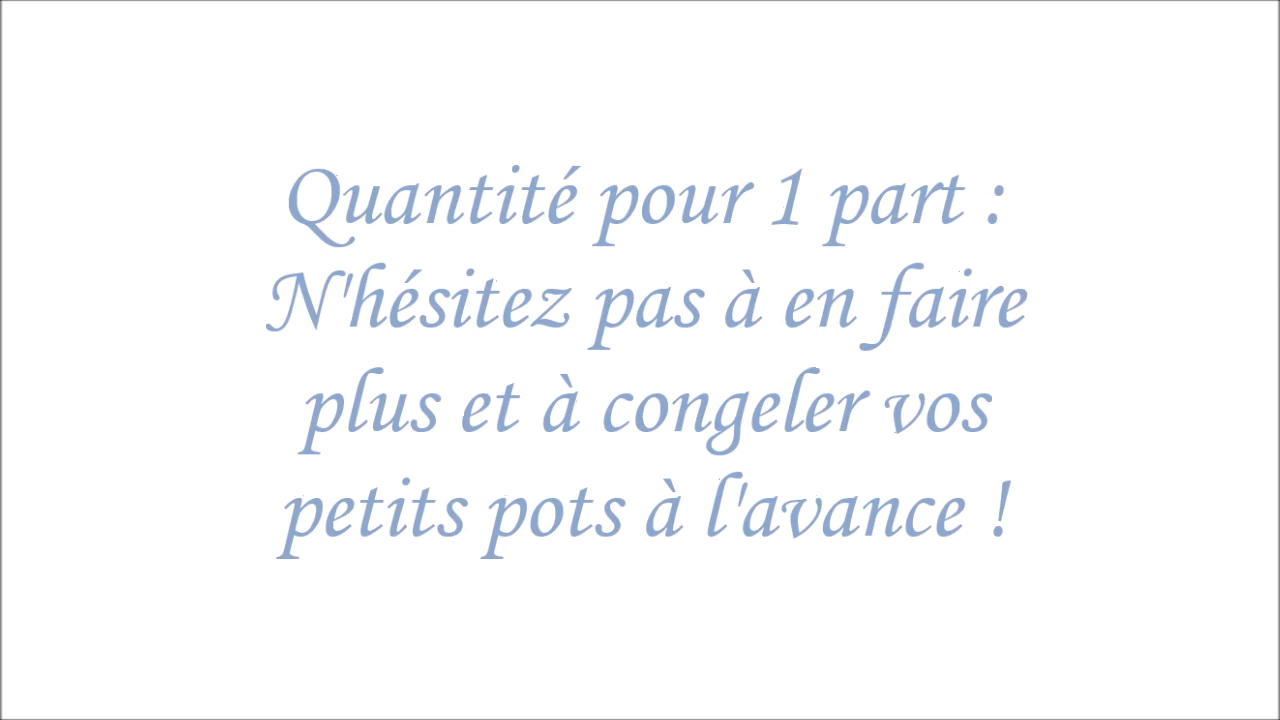 Quantité pour 1 part :
N'hésitez pas à en faire
plus et à congeler vos
petits pots à l'avance !